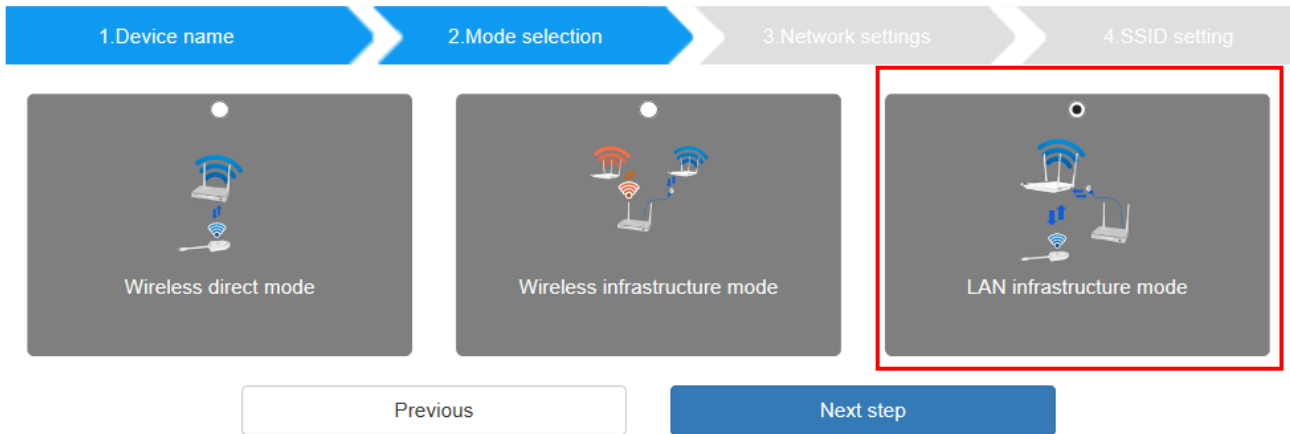 1.Device name
2.Mode selection
3.Network settings
4.SSID setting
Wireless direct mode
Wireless infrastructure mode
LAN infrastructure mode
Previous
Next step